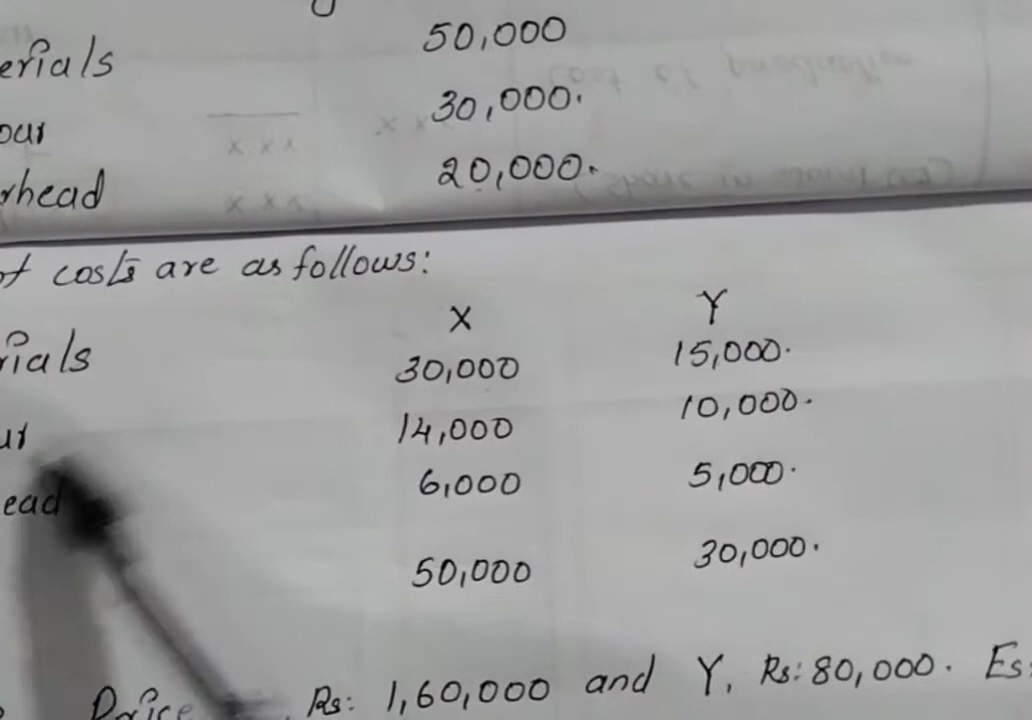 erials 50,000
our 30,000.
rhead 20,000.
of costs are as follows:
X Y
rials 30,000 15,000.
ur 14,000 10,000.
ead 6,000 5,000.
50,000 30,000.
Price Rs: 1,60,000 and Y, Rs: 80,000. Es